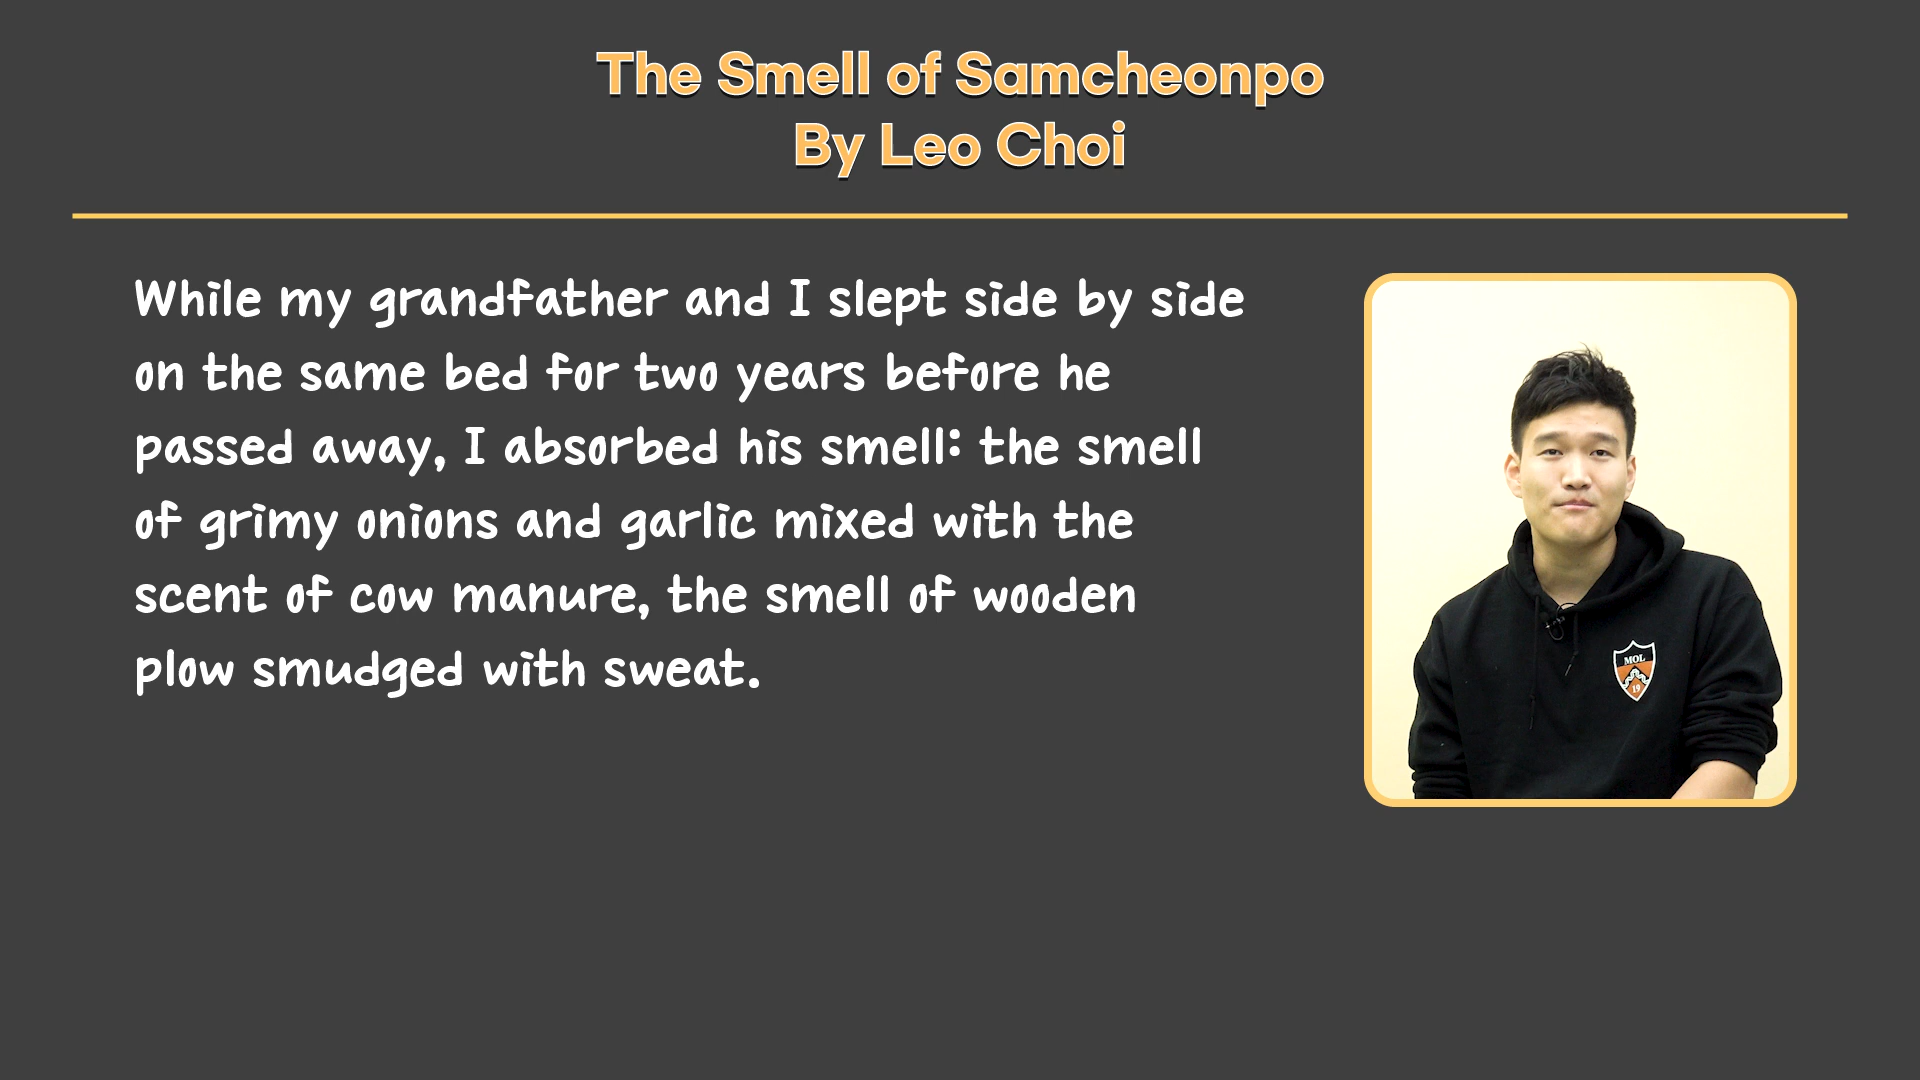 The Smell of Samcheonpo
By Leo Choi
While my grandfather and I slept side by side
on the same bed for two years before he
passed away, I absorbed his smell: the smell
of grimy onions and garlic mixed with the
scent of cow manure, the smell of wooden
plow smudged with sweat.
MOL
19